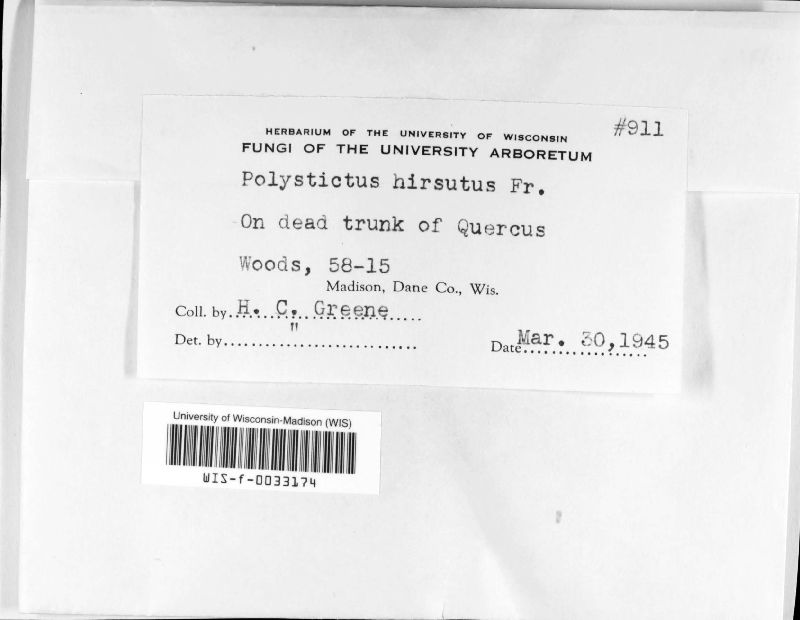 #911
HERBARIUM OF THE UNIVERSITY OF WISCONSIN
FUNGI OF THE UNIVERSITY ARBORETUM
Polystictus hirsutus Fr.
On dead trunk of Quercus
Woods, 58-15
Madison, Dane Co., Wis.
Coll. by H. C. Greene
Det. by " Date Mar. 30,1945
University of Wisconsin-Madison (WIS)
WIS-f-0033174